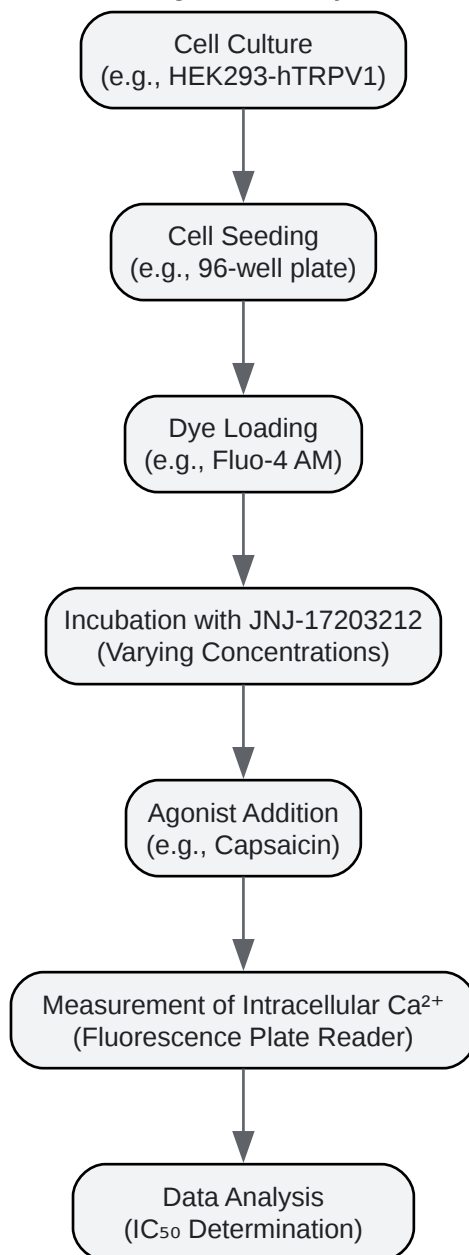 Cell Culture
(e.g., HEK293-hTRPV1)
Cell Seeding
(e.g., 96-well plate)
Dye Loading
(e.g., Fluo-4 AM)
Incubation with JNJ-17203212
(Varying Concentrations)
Agonist Addition
(e.g., Capsaicin)
Measurement of Intracellular Ca²⁺
(Fluorescence Plate Reader)
Data Analysis
(IC₅₀ Determination)